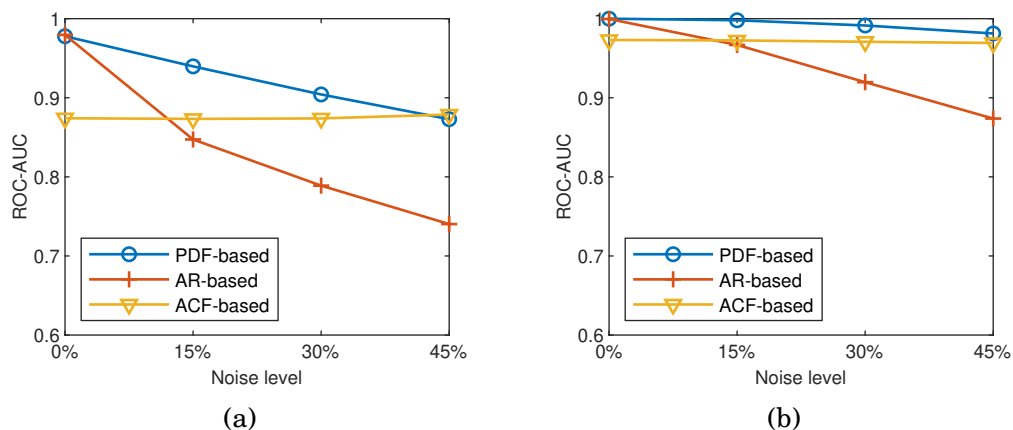 1
0.9
0.8
0.7
0.6
ROC-AUC
PDF-based
AR-based
ACF-based
0%
15%
30%
45%
Noise level
(a)
1
0.9
0.8
0.7
0.6
ROC-AUC
PDF-based
AR-based
ACF-based
0%
15%
30%
45%
Noise level
(b)